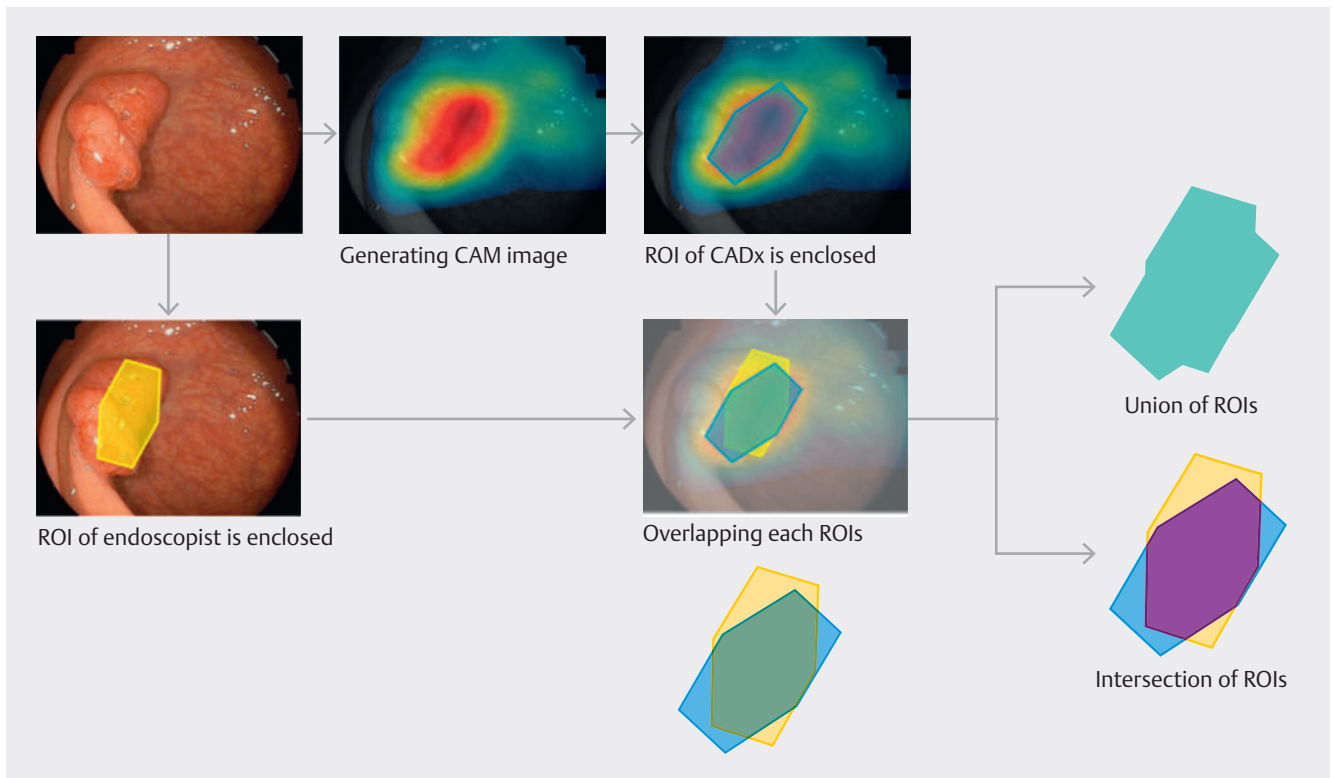 Generating CAM image
ROI of CADx is enclosed
ROI of endoscopist is enclosed
Overlapping each ROIs
Union of ROIs
Intersection of ROIs